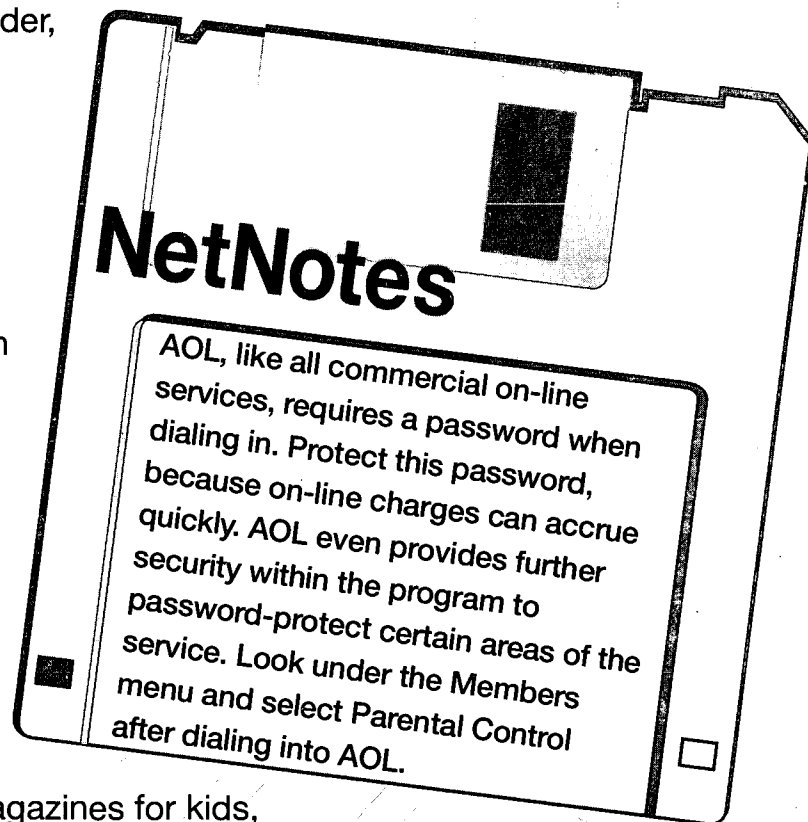 der,
NetNotes
AOL, like all commercial on-line
services, requires a password when
dialing in. Protect this password,
because on-line charges can accrue
quickly. AOL even provides further
security within the program to
password-protect certain areas of the
service. Look under the Members
menu and select Parental Control
after dialing into AOL.
agazines for kids,